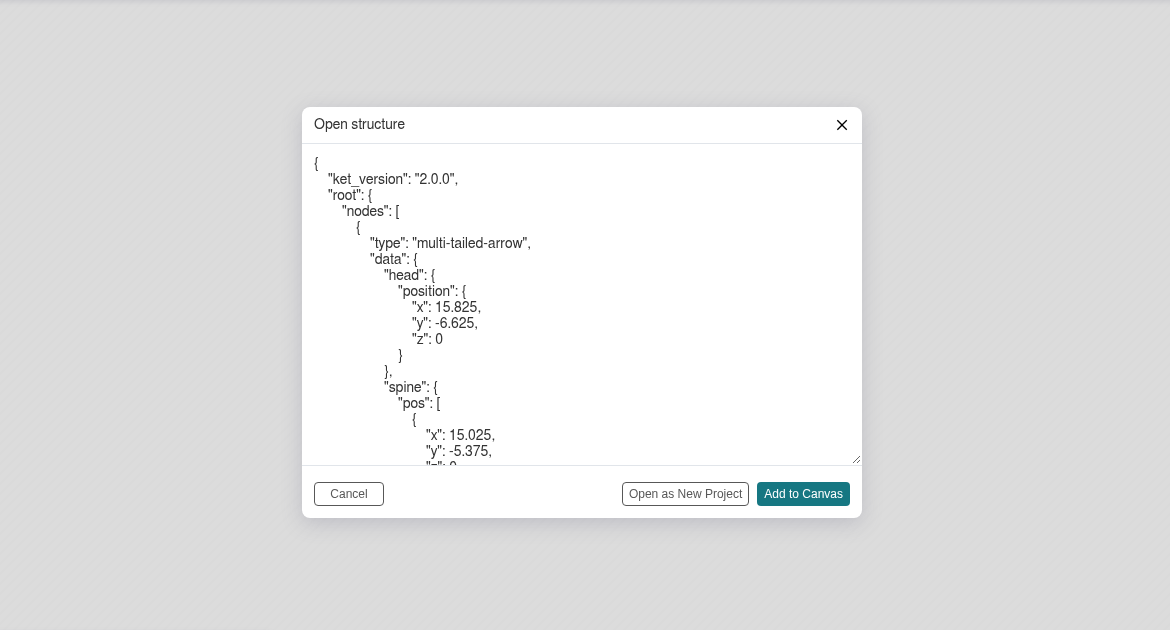 Open structure
{
"ket_version": "2.0.0",
"root": {
"nodes": [
{
"type": "multi-tailed-arrow",
"data": {
"head": {
"position": {
"x": 15.825,
"y": -6.625,
"z": 0
}
},
"spine": {
"pos": [
{
"x": 15.025,
"y": -5.375,
"z": 0
Cancel
Open as New Project
Add to Canvas